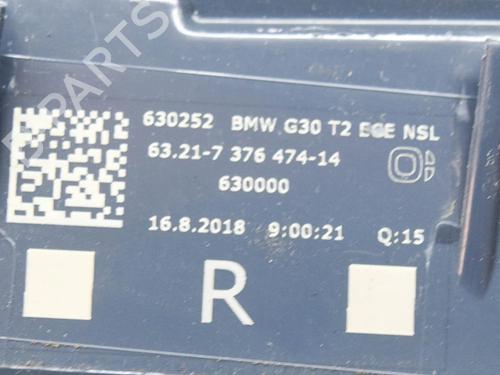 630252 BMW G30 T2 ECE NSL
63.21-7 376 474-14
630000
16.8.2018 9:00:21 Q:15
R